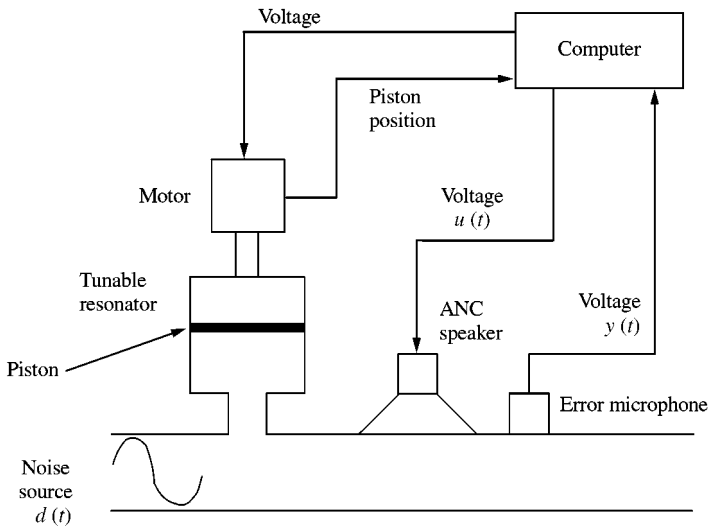 Voltage
Computer
Piston
position
Motor
Voltage
u (t)
Tunable
resonator
ANC
speaker
Voltage
y (t)
Piston
Error microphone
Noise
source
d (t)